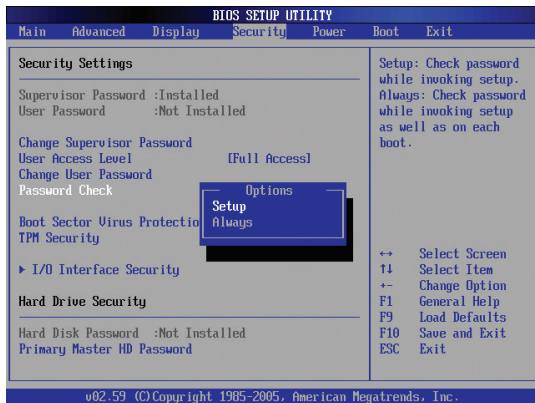 BIOS SETUP UTILITY
Main Advanced Display Security Power Boot Exit
Security Settings
Supervisor Password :Installed
User Password :Not Installed
Change Supervisor Password
User Access Level [Full Access]
Change User Password
Password Check
Boot Sector Virus Protectio
TPM Security
▶ I/O Interface Security
Hard Drive Security
Hard Disk Password :Not Installed
Primary Master HD Password
Options
Setup
Always
Setup: Check password
while invoking setup.
Always: Check password
while invoking setup
as well as on each
boot.
↔ Select Screen
↑↓ Select Item
+- Change Option
F1 General Help
F9 Load Defaults
F10 Save and Exit
ESC Exit
v02.59 (C)Copyright 1985-2005, American Megatrends, Inc.